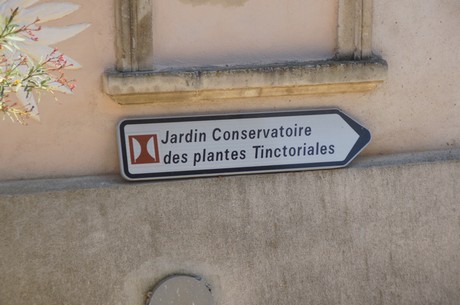 Jardin Conservatoire
des plantes Tinctoriales